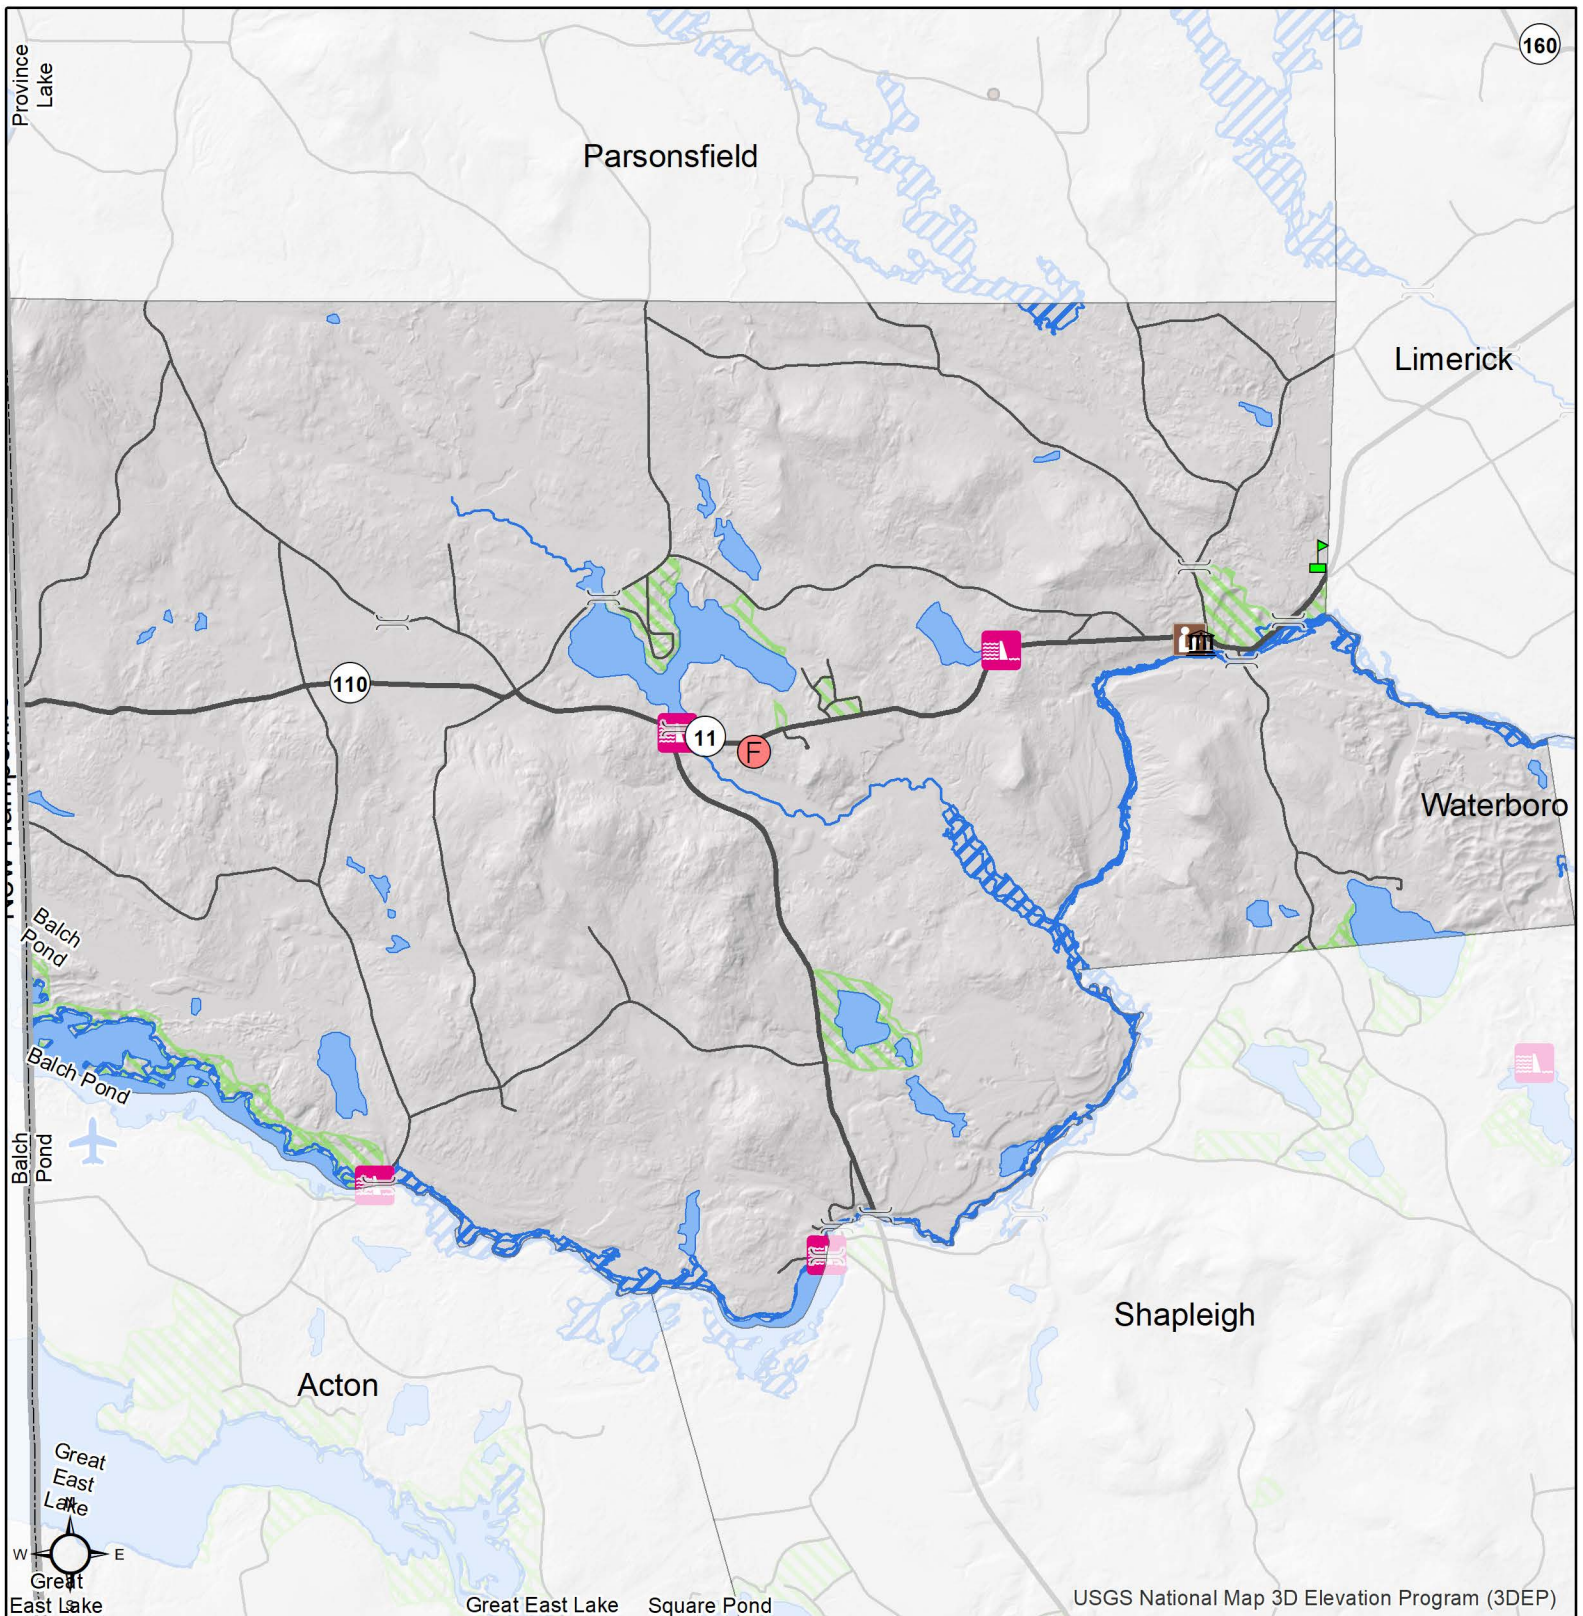 160
Province
Lake
Parsonsfield
Limerick
110
11
F
Waterboro
Balch
Pond
Balch Pond
Balch
Pond
Shapleigh
Acton
Great
East
Lake
N
W
E
S
Great
East Lake
Great East Lake
Square Pond
USGS National Map 3D Elevation Program (3DEP)